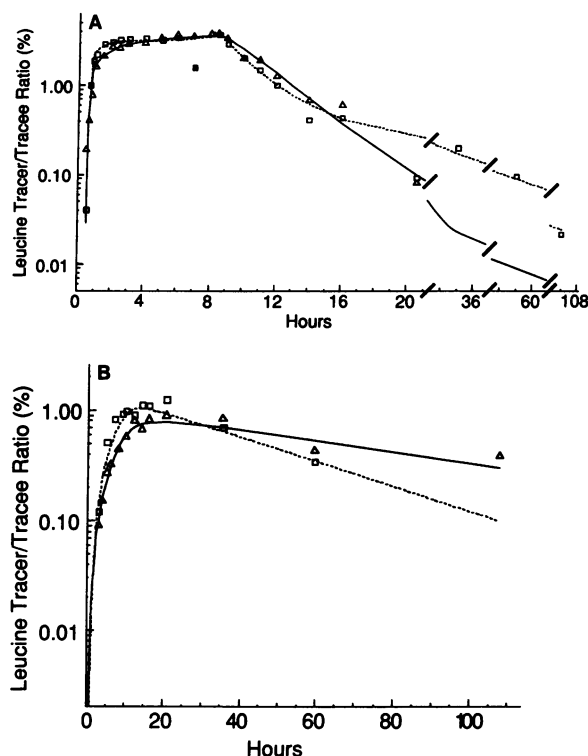 A
Leucine Tracer/Tracee Ratio (%)
1.00
0.10
0.01
0 4 8 12 16 20 36 60 108
Hours
B
Leucine Tracer/Tracee Ratio (%)
1.00
0.10
0.01
0 20 40 60 80 100
Hours